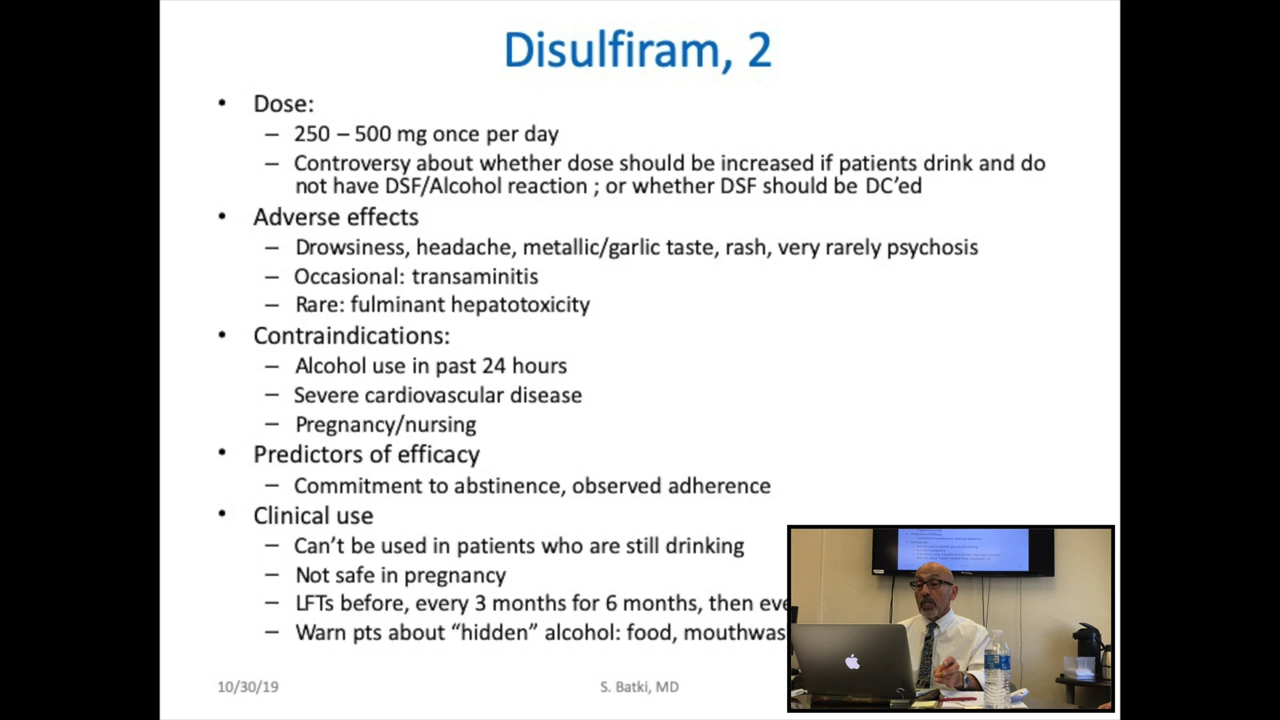 Disulfiram, 2
• Dose:
– 250 – 500 mg once per day
– Controversy about whether dose should be increased if patients drink and do
not have DSF/Alcohol reaction ; or whether DSF should be DC’ed
• Adverse effects
– Drowsiness, headache, metallic/garlic taste, rash, very rarely psychosis
– Occasional: transaminitis
– Rare: fulminant hepatotoxicity
• Contraindications:
– Alcohol use in past 24 hours
– Severe cardiovascular disease
– Pregnancy/nursing
• Predictors of efficacy
– Commitment to abstinence, observed adherence
• Clinical use
– Can’t be used in patients who are still drinking
– Not safe in pregnancy
– LFTs before, every 3 months for 6 months, then
– Warn pts about “hidden” alcohol: food,
10/30/19
S. Batki, MD